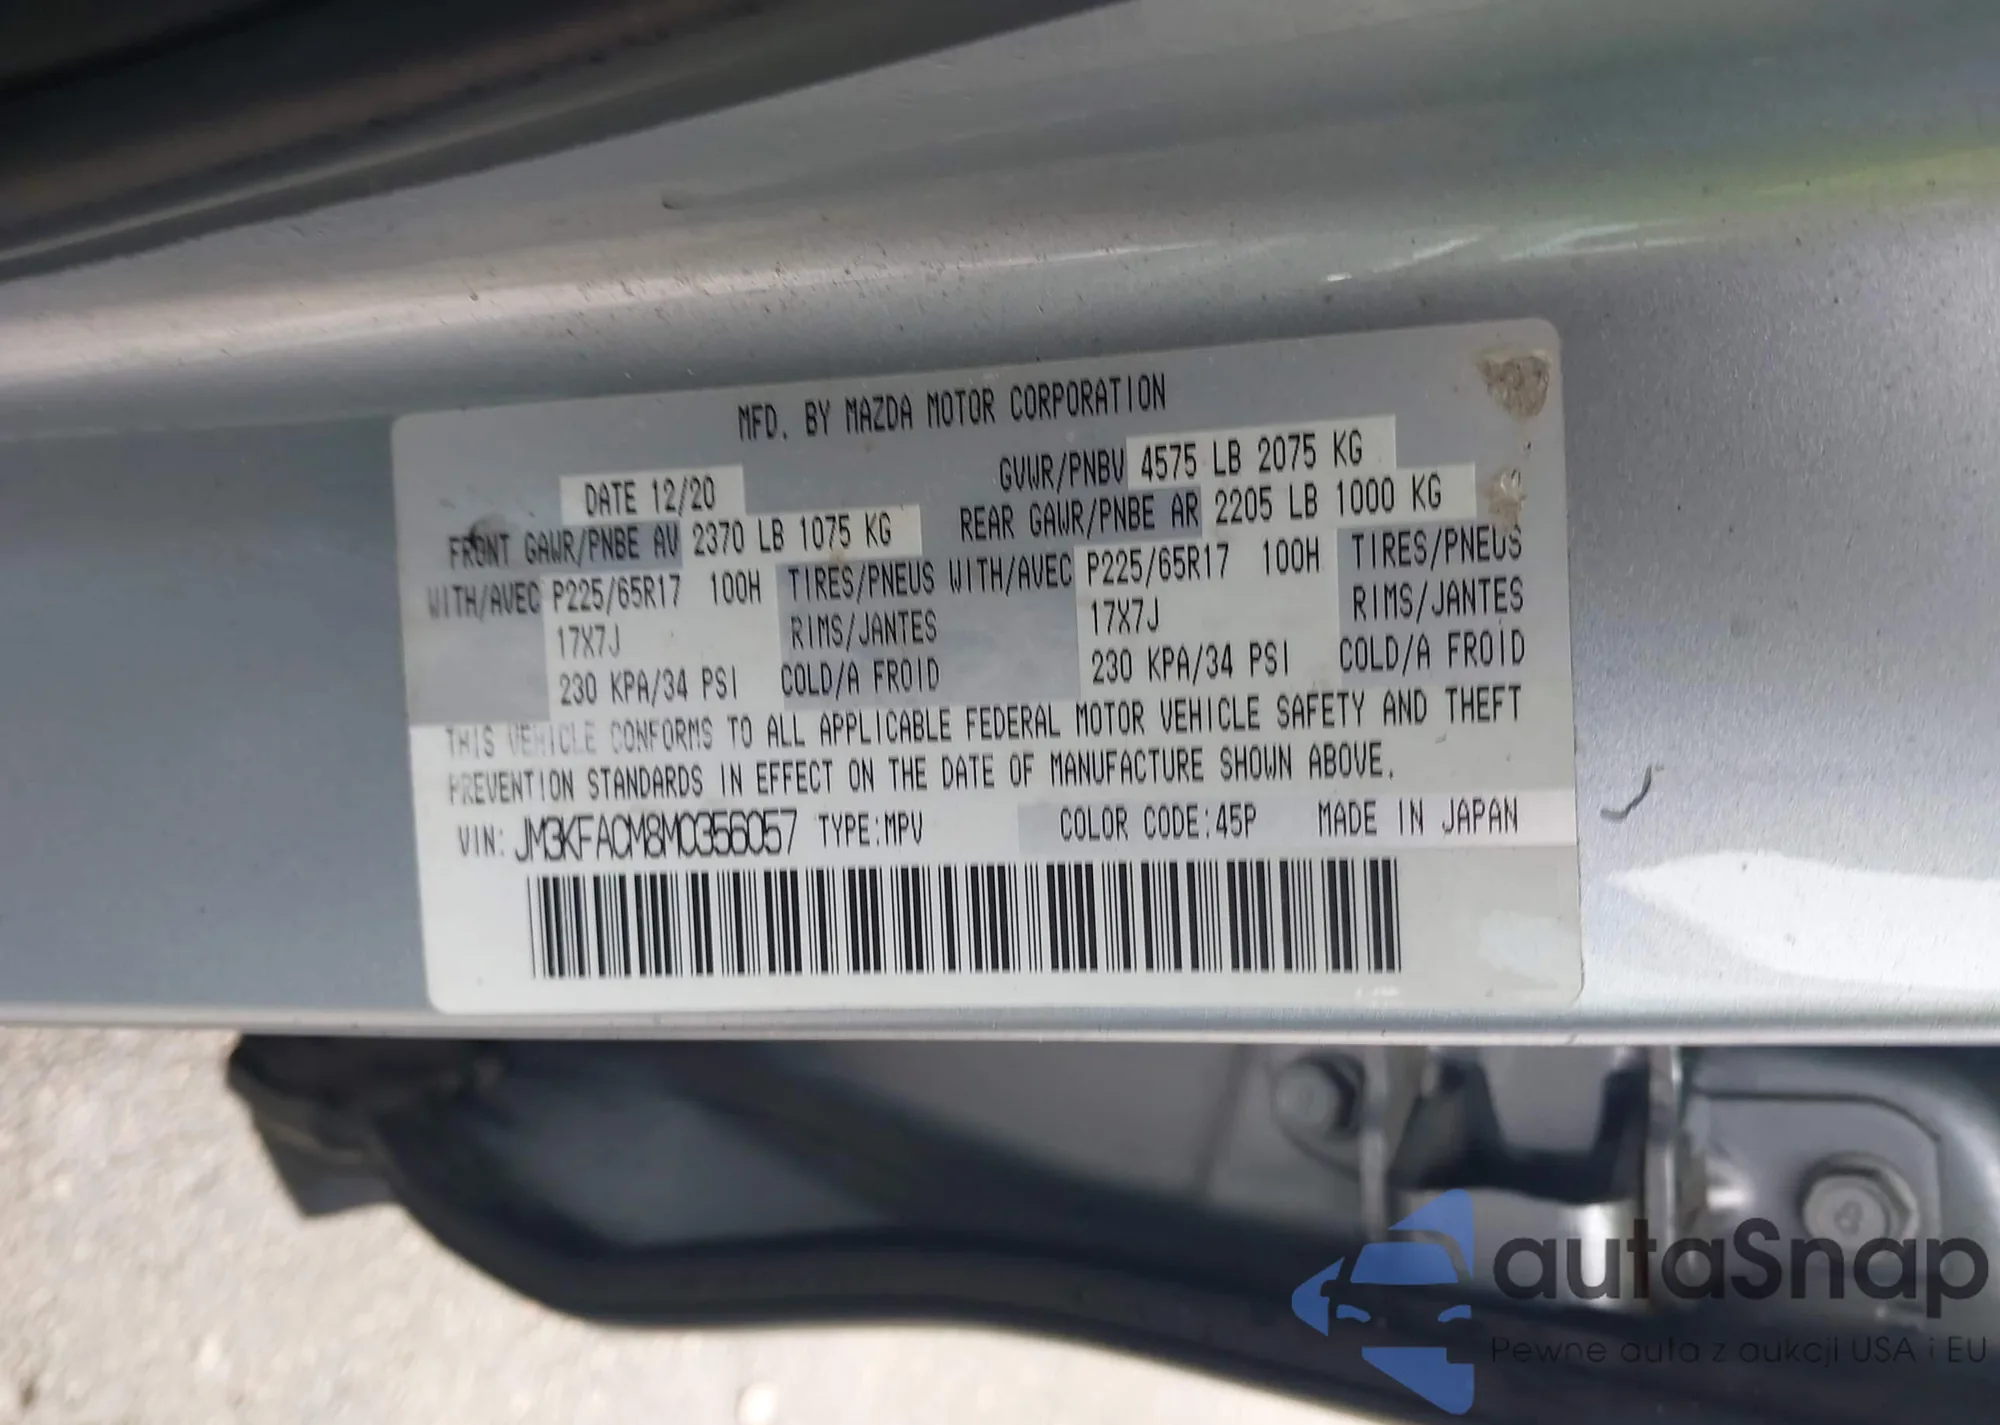 MFD. BY MAZDA MOTOR CORPORATION
DATE 12/20
GVWR/PNBV 4575 LB 2075 KG
FRONT GAWR/PNBE AV 2370 LB 1075 KG
REAR GAWR/PNBE AR 2205 LB 1000 KG
WITH/AVEC P225/65R17 100H TIRES/PNEUS WITH/AVEC P225/65R17 100H TIRES/PNEUS
17X7J RIMS/JANTES 17X7J RIMS/JANTES
230 KPA/34 PSI COLD/A FROID 230 KPA/34 PSI COLD/A FROID
THIS VEHICLE CONFORMS TO ALL APPLICABLE FEDERAL MOTOR VEHICLE SAFETY AND THEFT
PREVENTION STANDARDS IN EFFECT ON THE DATE OF MANUFACTURE SHOWN ABOVE.
VIN: JM3KFACM8M0356057 TYPE:MPV COLOR CODE:45P MADE IN JAPAN
8
autaSnap
Pewne auta z aukcji USA i EU